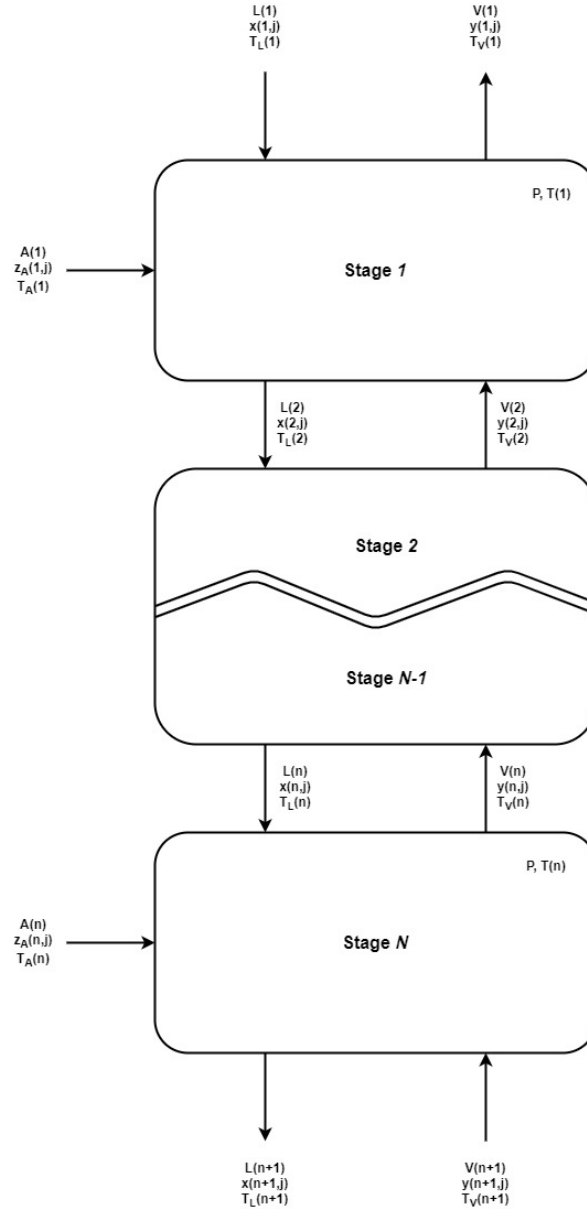 L(1)
x(1,j)
T_L(1)
V(1)
y(1,j)
T_V(1)
P, T(1)
A(1)
z_A(1,j)
T_A(1)
Stage 1
L(2)
x(2,j)
T_L(2)
V(2)
y(2,j)
T_V(2)
Stage 2
Stage N-1
L(n)
x(n,j)
T_L(n)
V(n)
y(n,j)
T_V(n)
P, T(n)
A(n)
z_A(n,j)
T_A(n)
Stage N
L(n+1)
x(n+1,j)
T_L(n+1)
V(n+1)
y(n+1,j)
T_V(n+1)